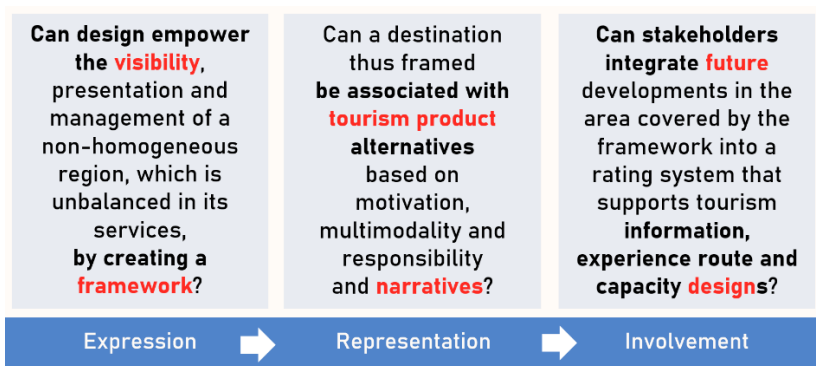 Can design empower
the visibility,
presentation and
management of a
non-homogeneous
region, which is
unbalanced in its
services,
by creating a
framework?
Can a destination
thus framed
be associated with
tourism product
alternatives
based on
motivation,
multimodality and
responsibility
and narratives?
Can stakeholders
integrate future
developments in the
area covered by the
framework into a
rating system that
supports tourism
information,
experience route and
capacity designs?
Expression
Representation
Involvement